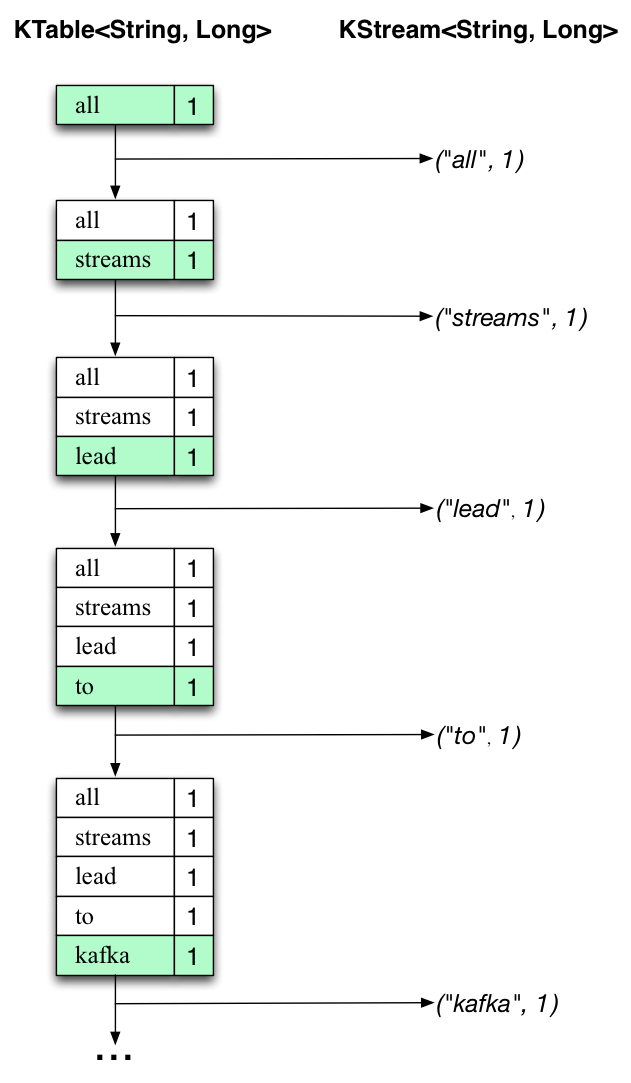 KTable<String, Long> KStream<String, Long>
all 1
("all", 1)
all 1
streams 1
("streams", 1)
all 1
streams 1
lead 1
("lead", 1)
all 1
streams 1
lead 1
to 1
("to", 1)
all 1
streams 1
lead 1
to 1
kafka 1
("kafka", 1)
...